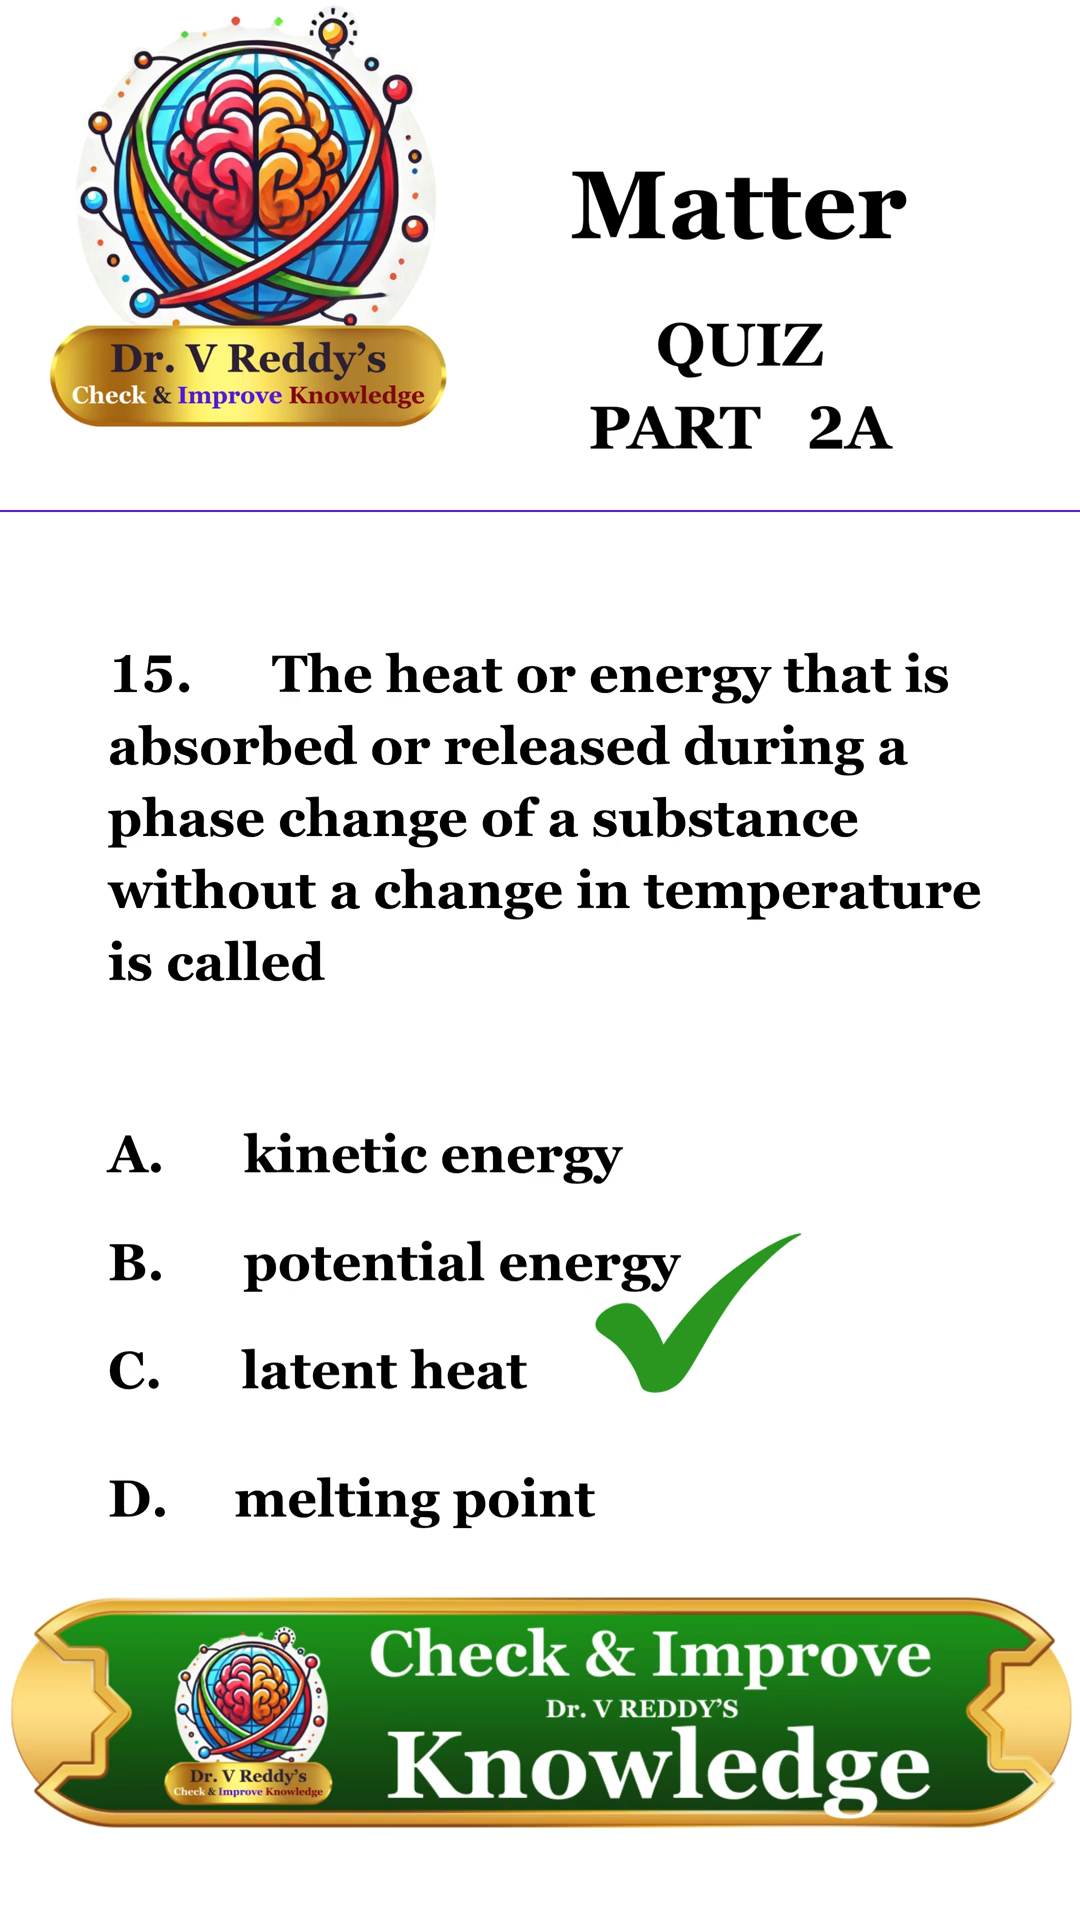 Dr. V Reddy’s
Check & Improve Knowledge
Matter
QUIZ
PART 2A
15. The heat or energy that is
absorbed or released during a
phase change of a substance
without a change in temperature
is called
A. kinetic energy
B. potential energy
C. latent heat
D. melting point
Dr. V Reddy’s
Check & Improve Knowledge
Check & Improve
Dr. V REDDY’S
Knowledge